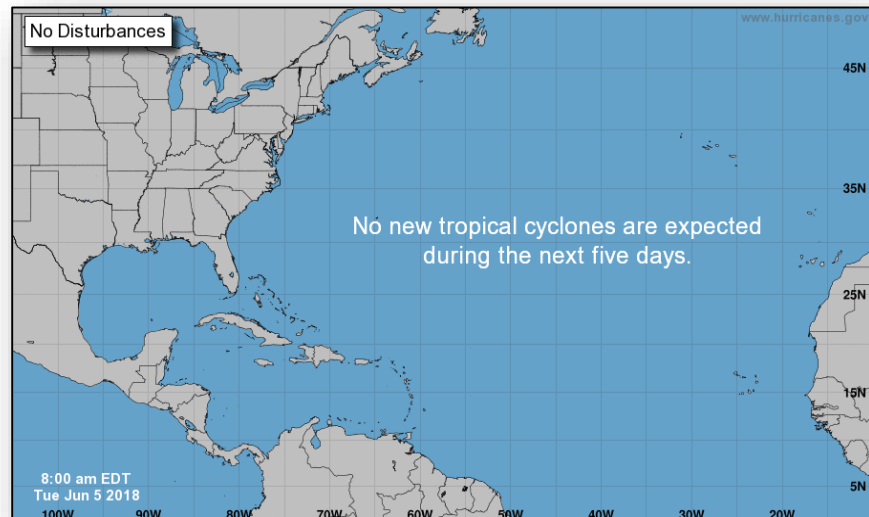 No Disturbances
www.hurricanes.gov
45N
35N
No new tropical cyclones are expected
during the next five days.
25N
15N
8:00 am EDT
Tue Jun 5 2018
5N
100W 90W 80W 70W 60W 50W 40W 30W 20W